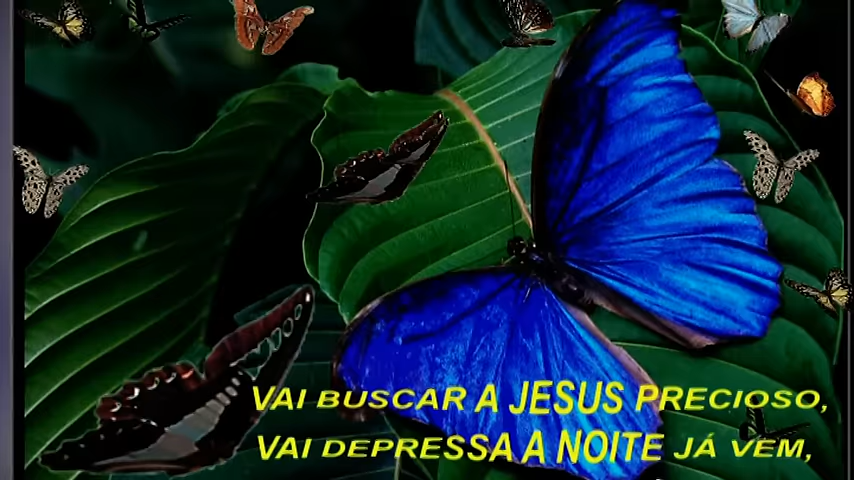 VAI BUSCAR A JESUS PRECIOSO,
VAI DEPRESSA A NOITE JÁ VEM,